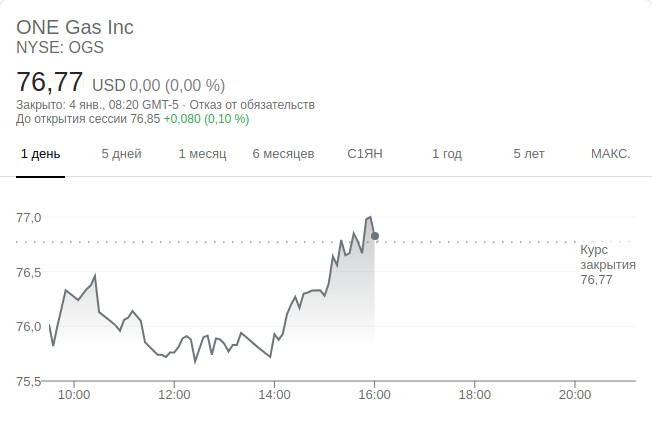 ONE Gas Inc
NYSE: OGS
76,77 USD 0,00 (0,00 %)
Закрыто: 4 янв., 08:20 GMT-5 · Отказ от обязательств
До открытия сессии 76,85 +0,080 (0,10 %)
1 день 5 дней 1 месяц 6 месяцев С1ЯН 1 год 5 лет МАКС.
77,0
Курс
закрытия
76,77
76,5
76,0
75,5
10:00 12:00 14:00 16:00 18:00 20:00